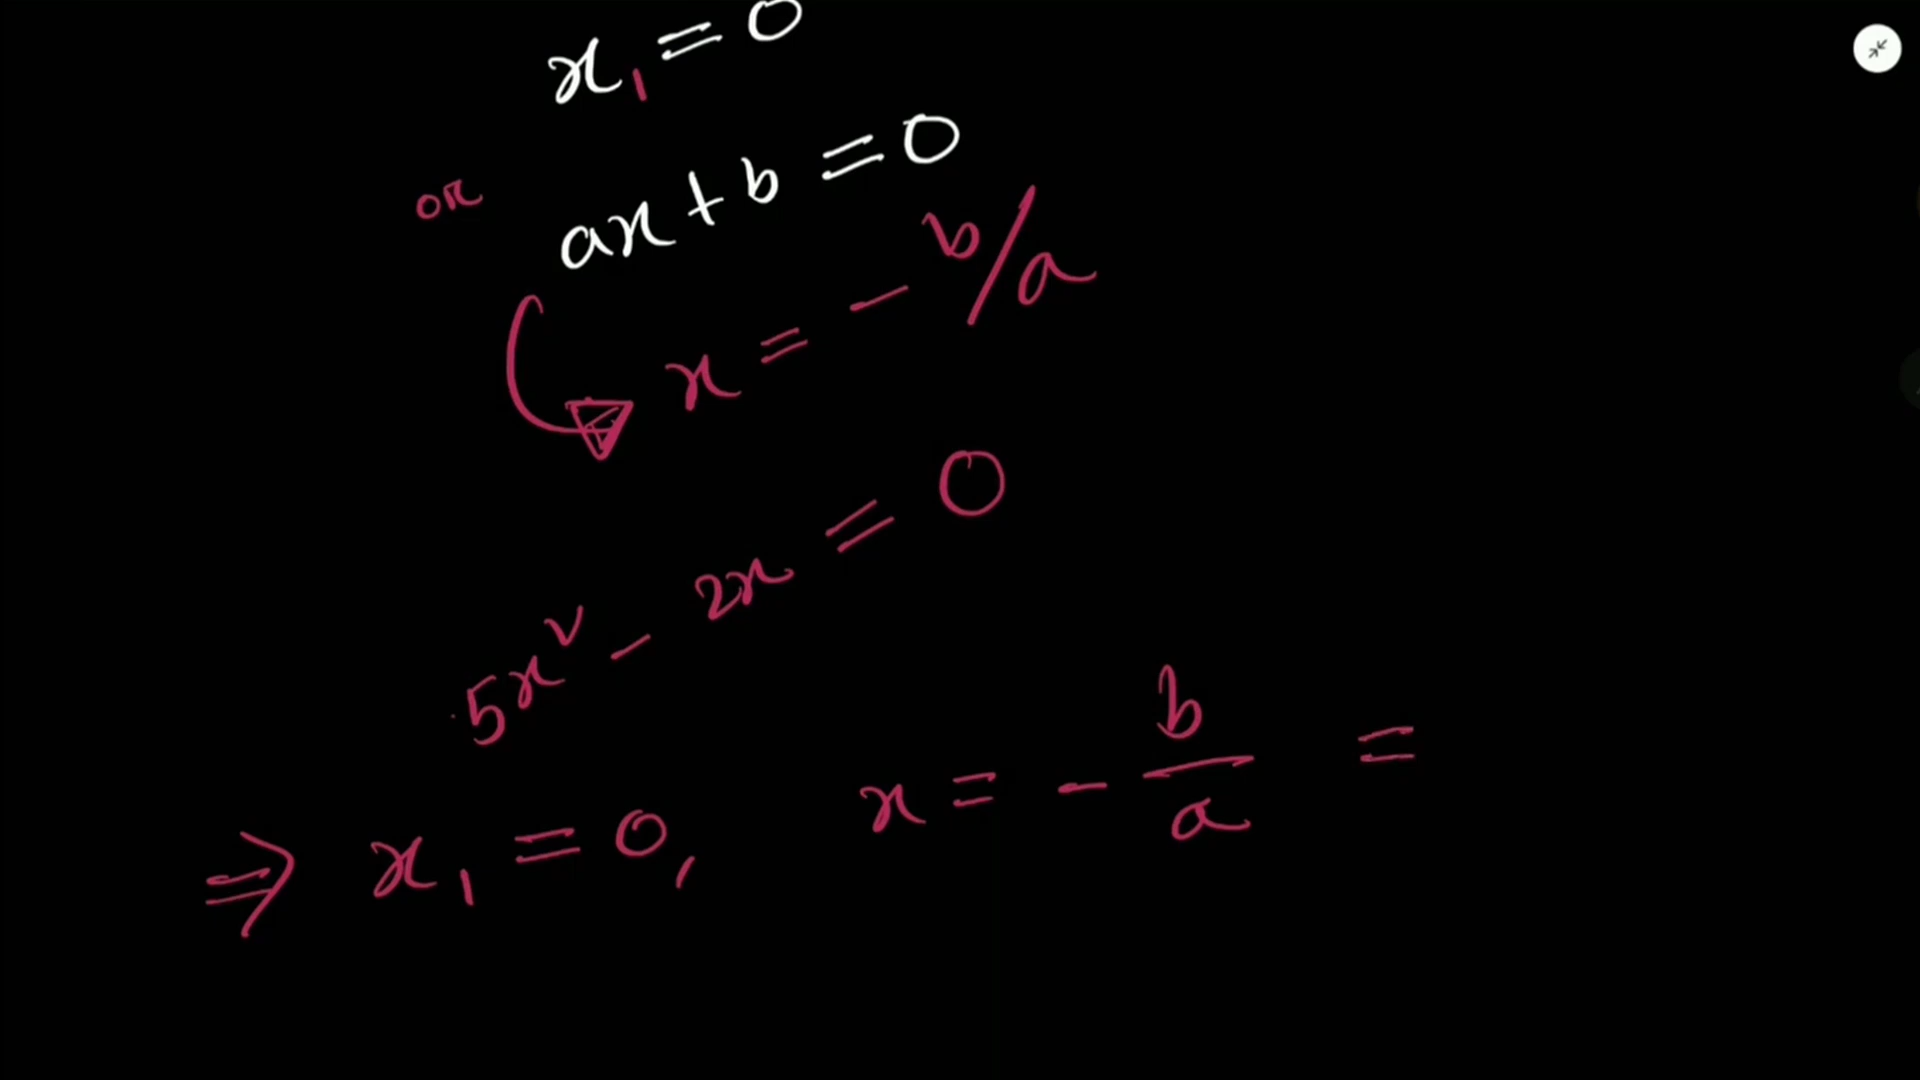 x₁ = 0
or
ax + b = 0
x = - b/a
5x² - 2x = 0
⇒ x₁ = 0, x = - b/a =